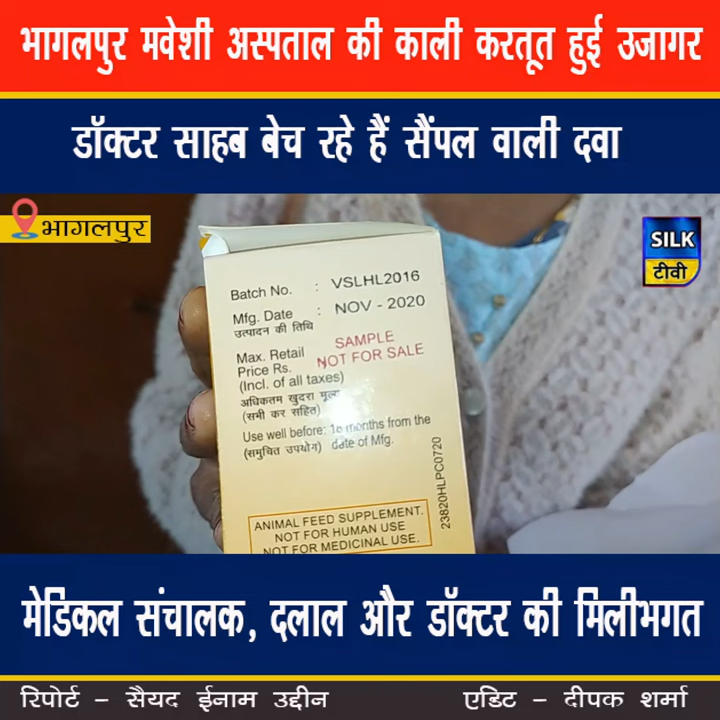 भागलपुर मवेशी अस्पताल की काली करतूत हुई उजागर
डॉक्टर साहब बेच रहे हैं सैंपल वाली दवा
भागलपुर
SILK
टीवी
Batch No. : VSLHL2016
Mfg. Date : NOV - 2020
उत्पादन की तिथि
Max. Retail SAMPLE
Price Rs. NOT FOR SALE
(Incl. of all taxes)
अधिकतम खुदरा मूल्य
(सभी कर सहित)
Use well before: months from the
(समुचित उपयोग) date of Mfg.
23820HLPC0720
ANIMAL FEED SUPPLEMENT.
NOT FOR HUMAN USE
NOT FOR MEDICINAL USE.
मेडिकल संचालक, दलाल और डॉक्टर की मिलीभगत
रिपोर्ट – सैयद ईनाम उद्दीन एडिट – दीपक शर्मा